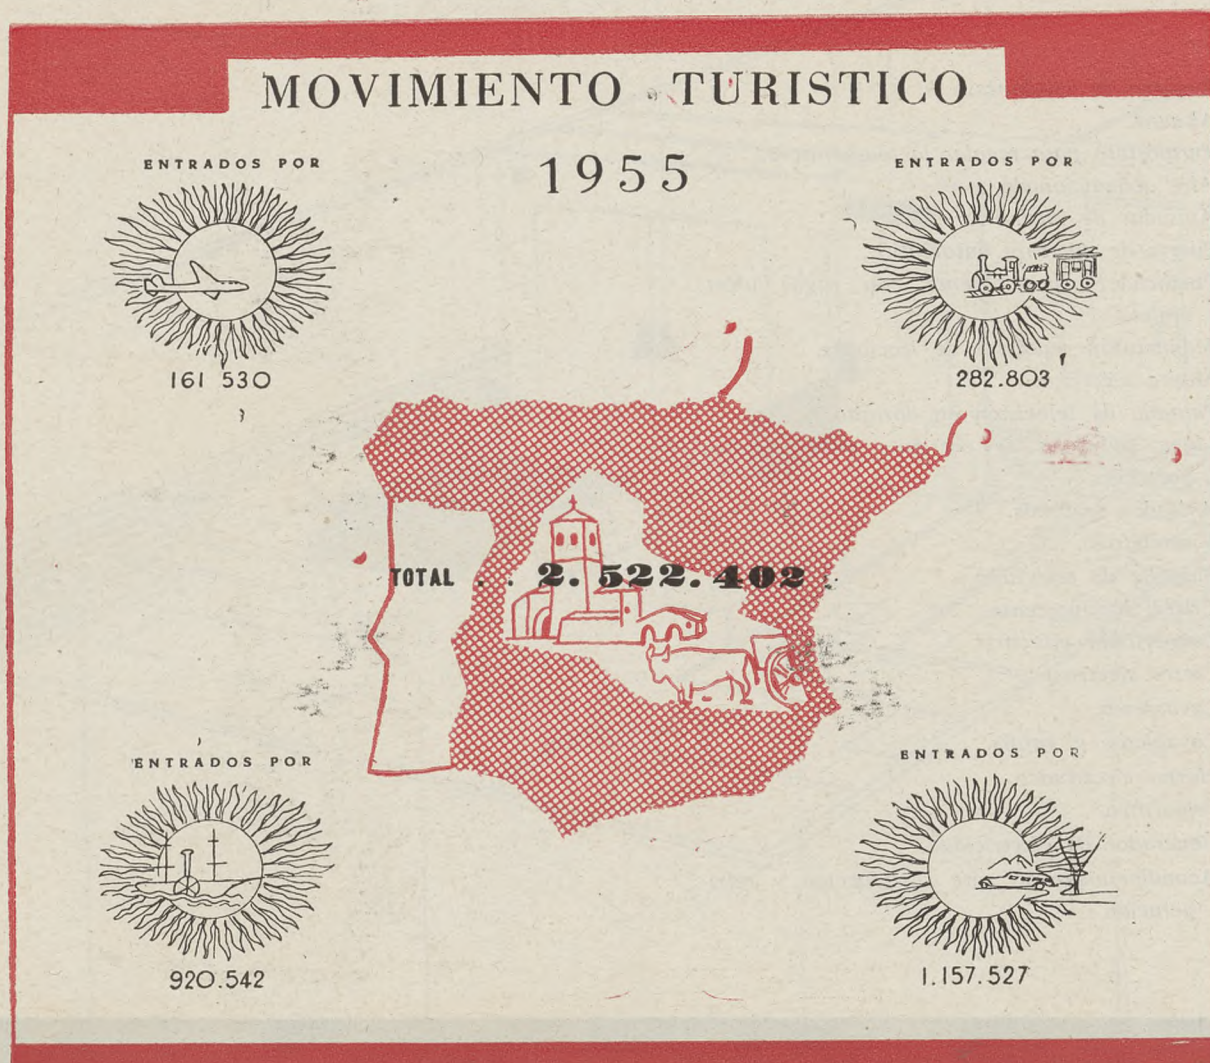 MOVIMIENTO TURISTICO
1955
ENTRADOS POR
161 530
ENTRADOS POR
282.803
TOTAL . . 2.522.402
ENTRADOS POR
920.542
ENTRADOS POR
1.157.527